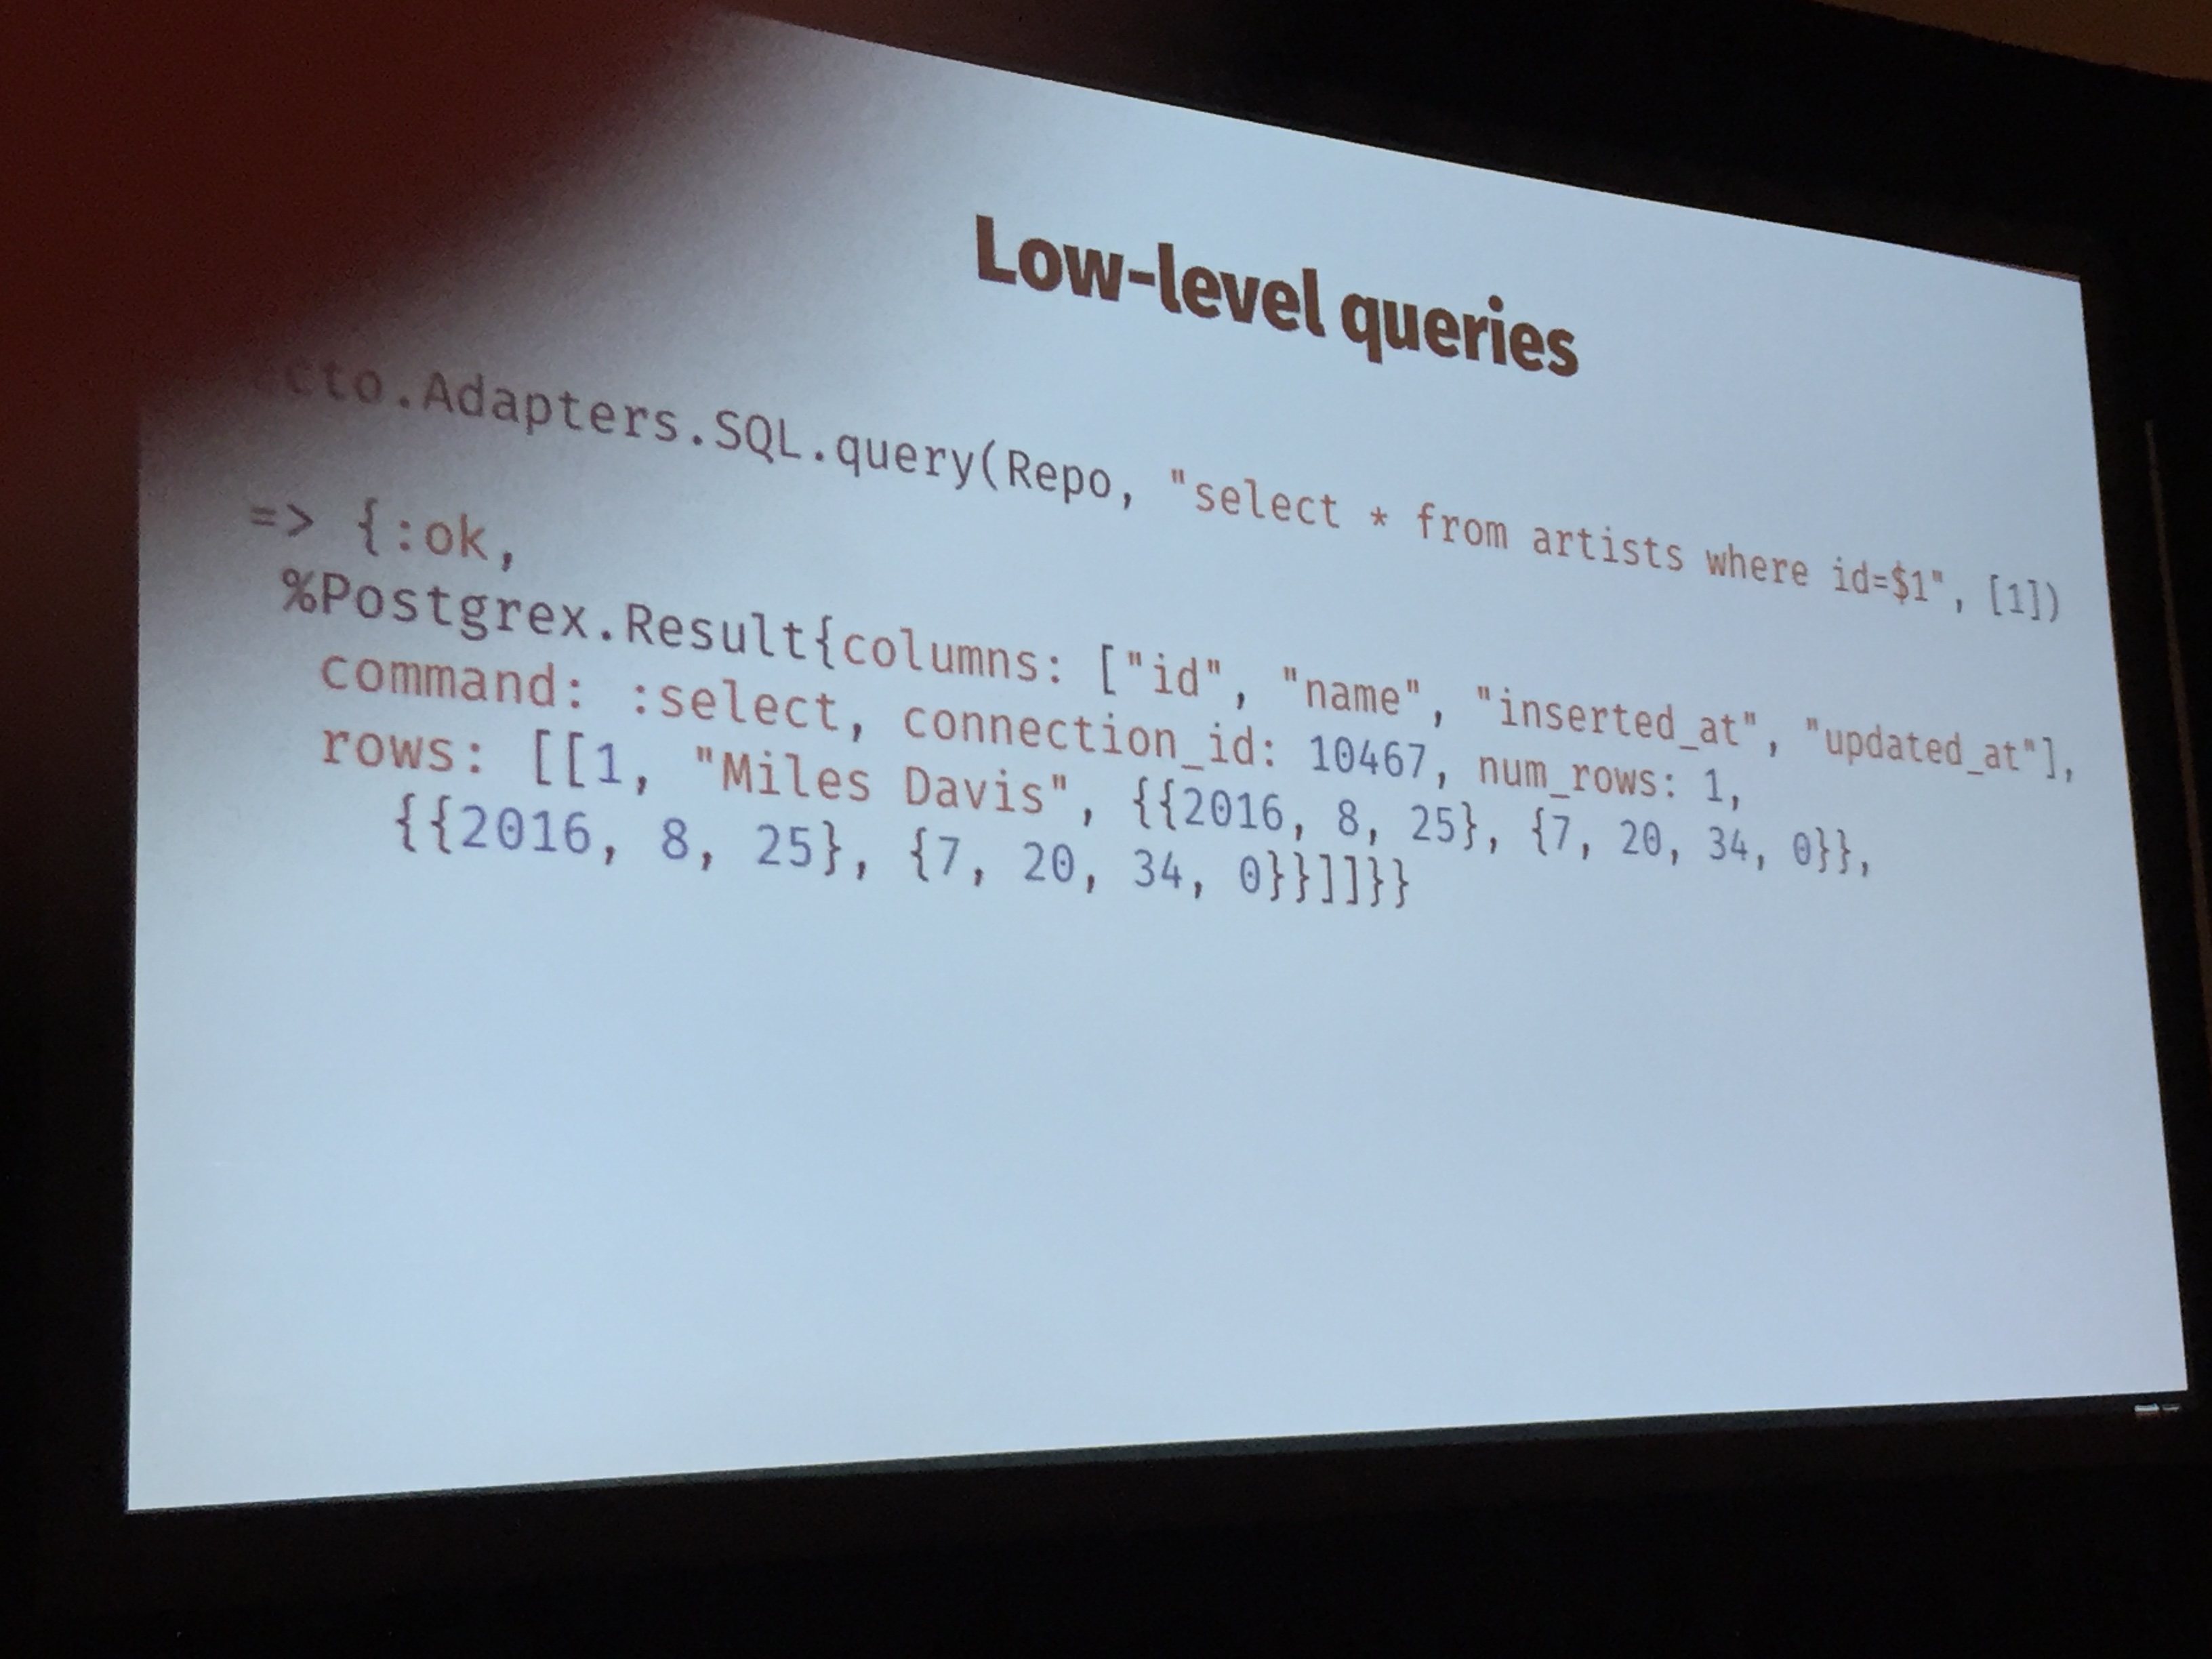 Low-level queries
cto.Adapters.SQL.query(Repo, "select * from artists where id=$1", [1])
=> {:ok,
%Postgrex.Result{columns: ["id", "name", "inserted_at", "updated_at"],
command: :select, connection_id: 10467, num_rows: 1,
rows: [[1, "Miles Davis", {{2016, 8, 25}, {7, 20, 34, 0}},
{{2016, 8, 25}, {7, 20, 34, 0}}]]}}